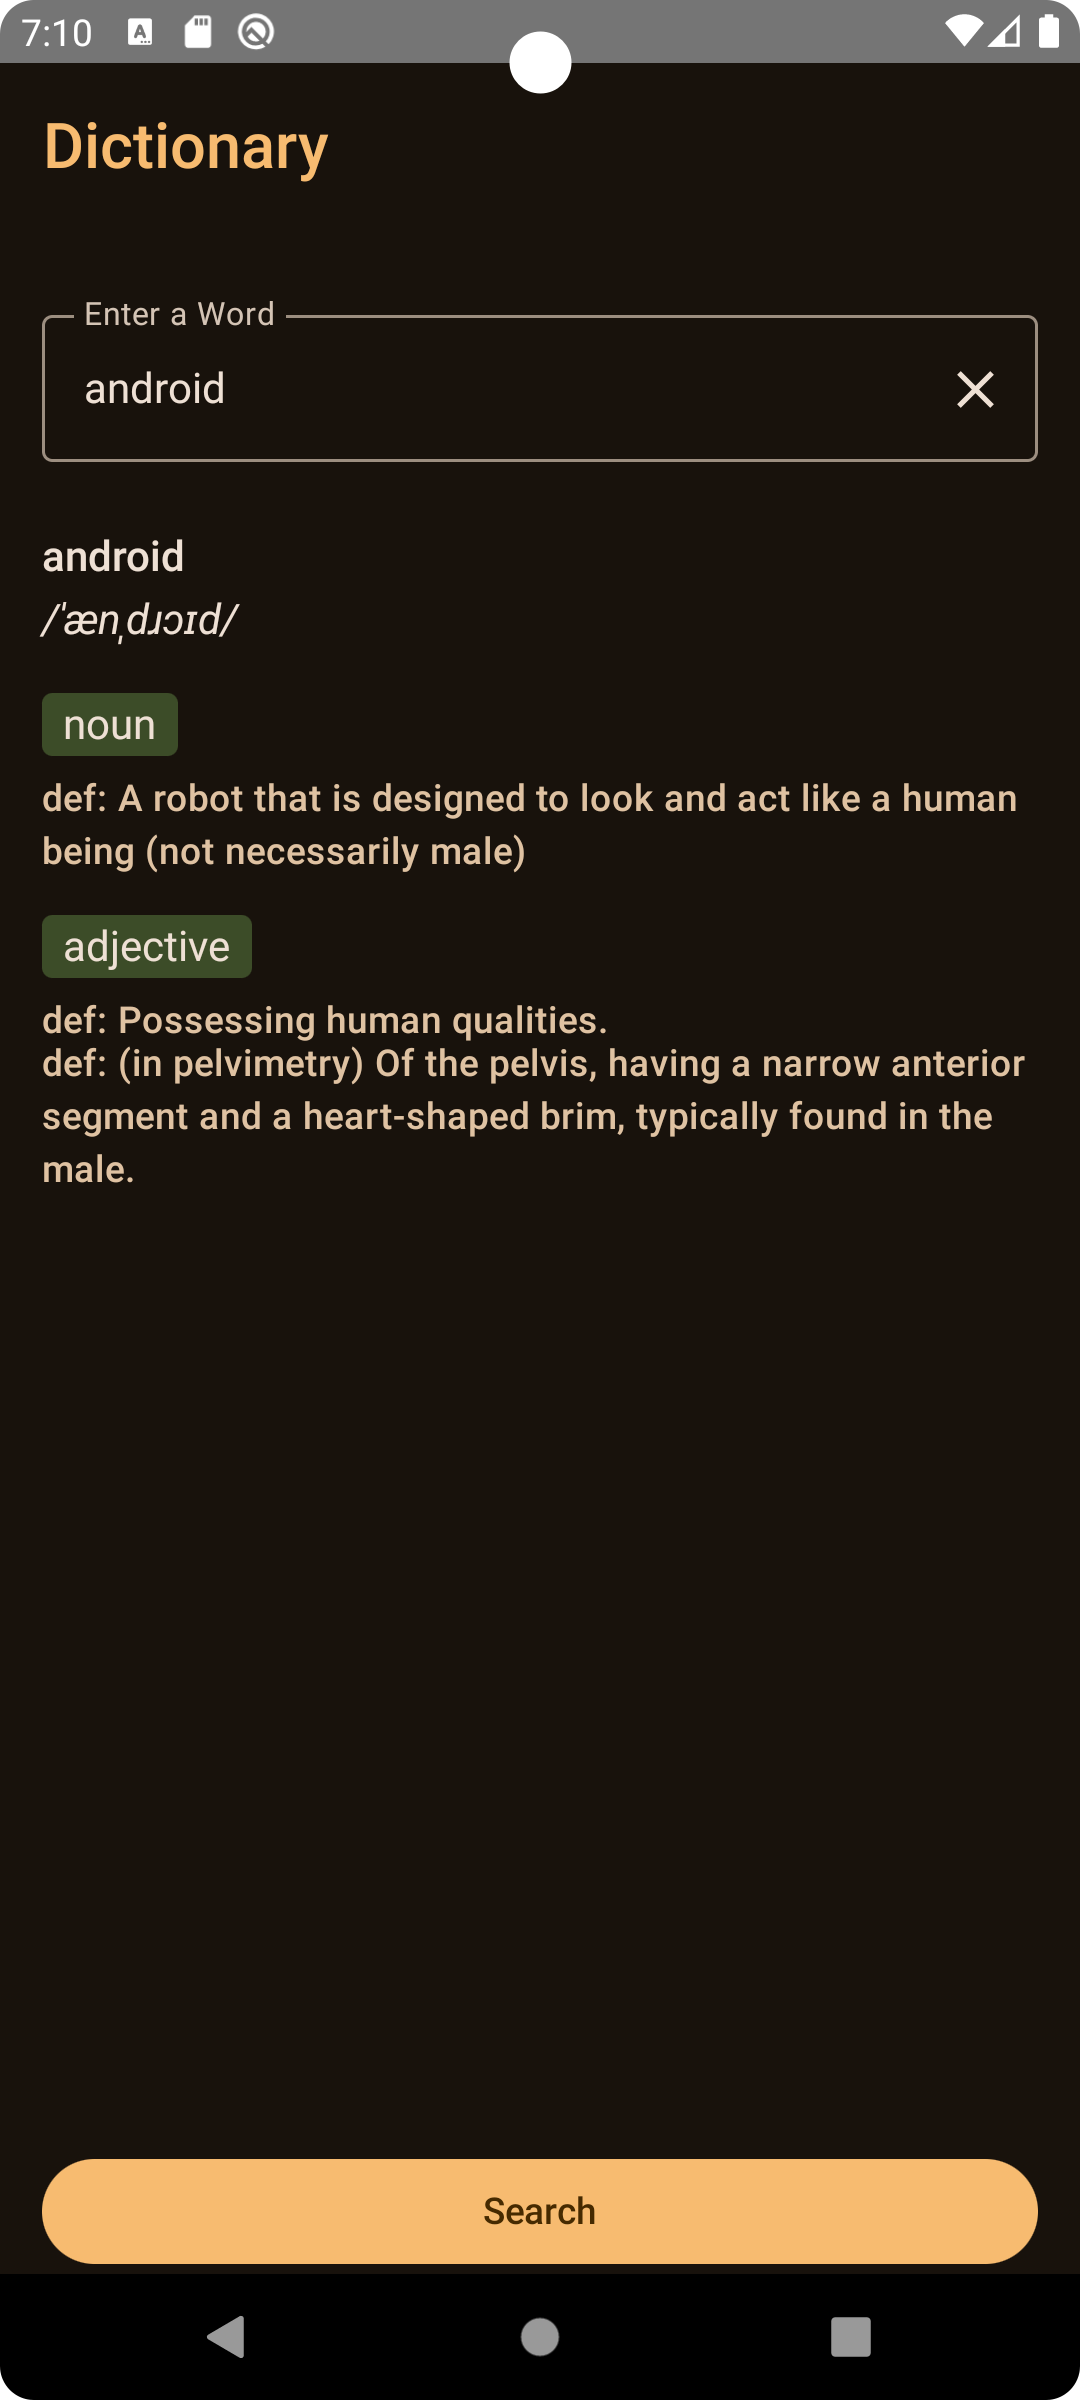 7:10
Dictionary
Enter a Word
android
android
/ˈænˌdɹɔɪd/
noun
def: A robot that is designed to look and act like a human
being (not necessarily male)
adjective
def: Possessing human qualities.
def: (in pelvimetry) Of the pelvis, having a narrow anterior
segment and a heart-shaped brim, typically found in the
male.
Search